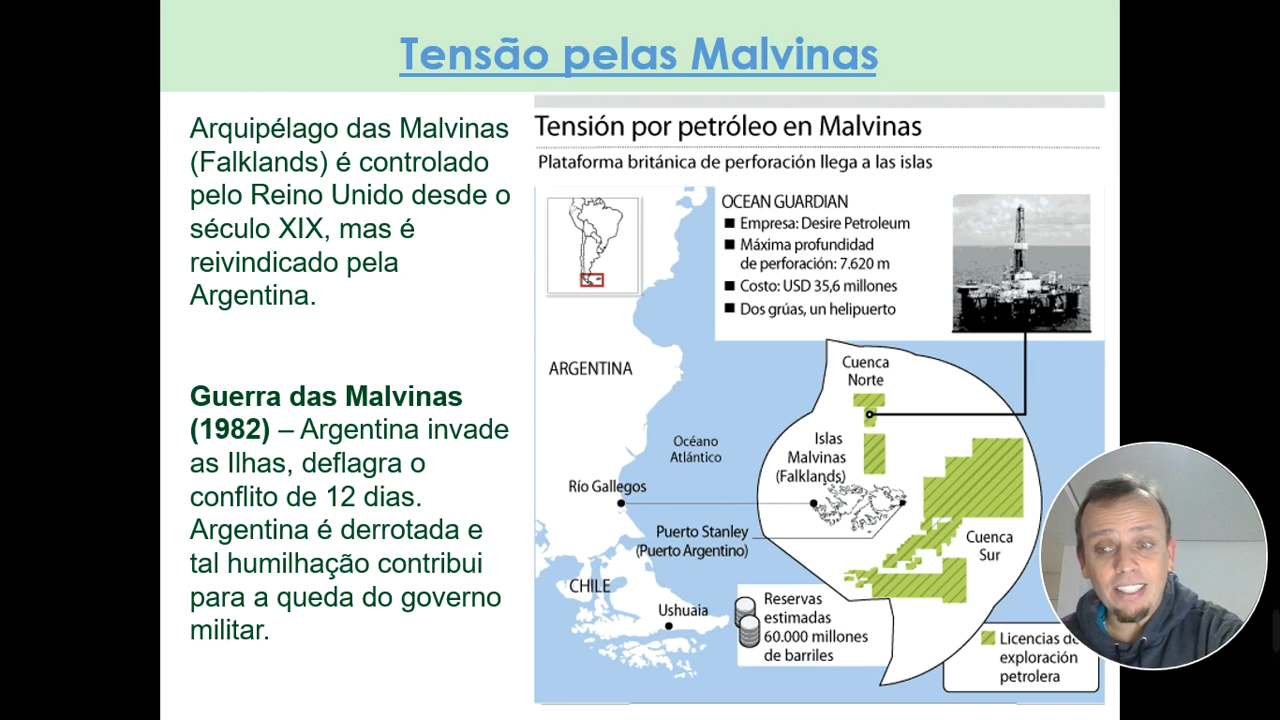 Tensão pelas Malvinas
Arquipélago das Malvinas
(Falklands) é controlado
pelo Reino Unido desde o
século XIX, mas é
reivindicado pela
Argentina.
Guerra das Malvinas
(1982) – Argentina invade
as Ilhas, deflagra o
conflito de 12 dias.
Argentina é derrotada e
tal humilhação contribui
para a queda do governo
militar.
Tensión por petróleo en Malvinas
Plataforma británica de perforación llega a las islas
OCEAN GUARDIAN
Empresa: Desire Petroleum
Máxima profundidad
de perforación: 7.620 m
Costo: USD 35,6 millones
Dos grúas, un helipuerto
ARGENTINA
Cuenca
Norte
Océano
Atlántico
Islas
Malvinas
(Falklands)
Río Gallegos
Puerto Stanley
(Puerto Argentino)
Cuenca
Sur
CHILE
Ushuaia
Reservas
estimadas
60.000 millones
de barriles
Licencias de
exploración
petrolera